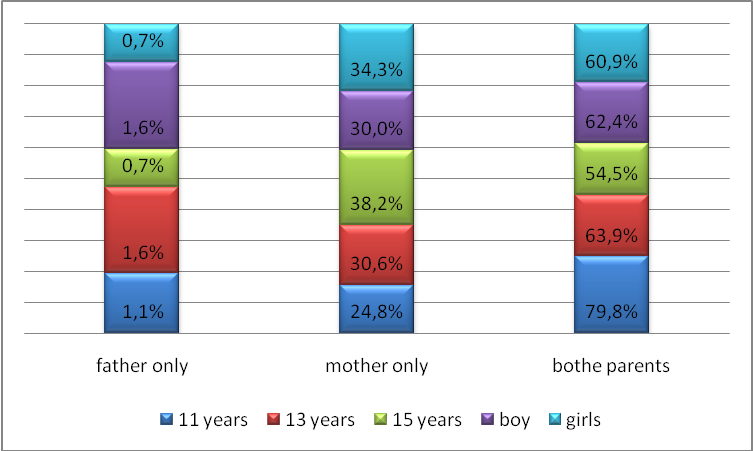 0,7% 34,3% 60,9%
1,6% 30,0% 62,4%
0,7% 38,2% 54,5%
1,6% 30,6% 63,9%
1,1% 24,8% 79,8%
father only mother only bothe parents
11 years 13 years 15 years boy girls